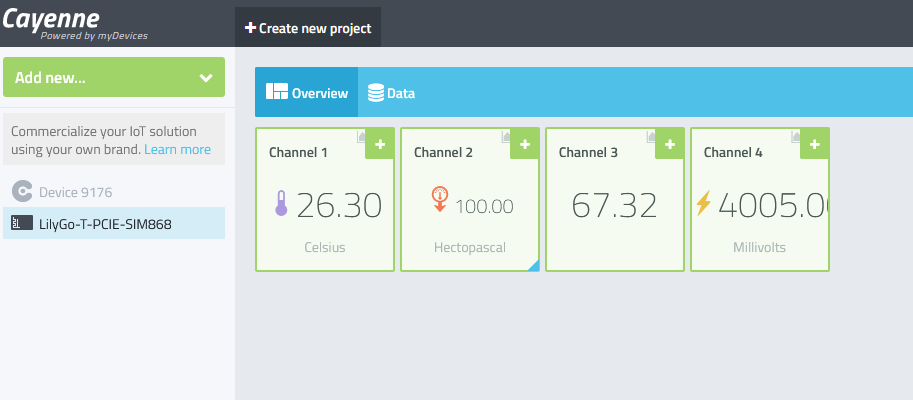 Cayenne
Powered by myDevices
Create new project
Add new...
Overview
Data
Commercialize your IoT solution
using your own brand. Learn more
Device 9176
LilyGo-T-PCIE-SIM868
Channel 1
26.30
Celsius
Channel 2
100.00
Hectopascal
Channel 3
67.32
Channel 4
4005.0
Millivolts